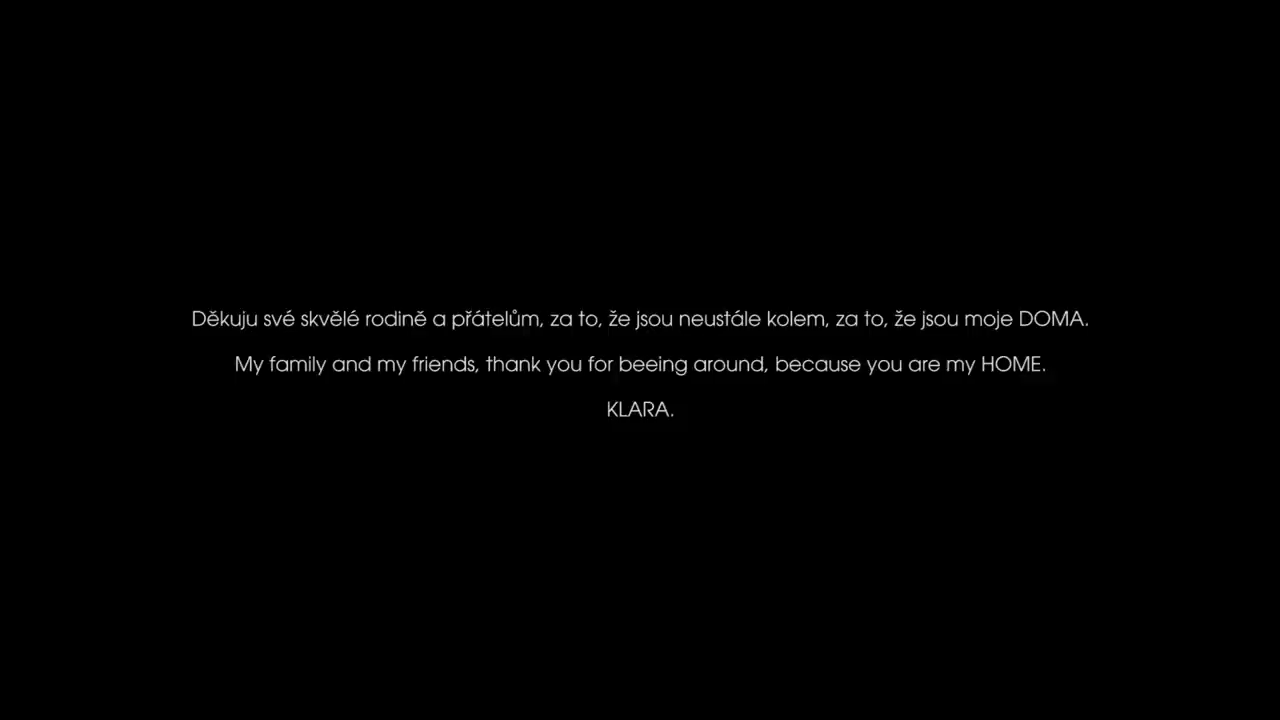 Děkuju své skvělé rodině a přátelům, za to, že jsou neustále kolem, za to, že jsou moje DOMA.
My family and my friends, thank you for beeing around, because you are my HOME.
KLARA.